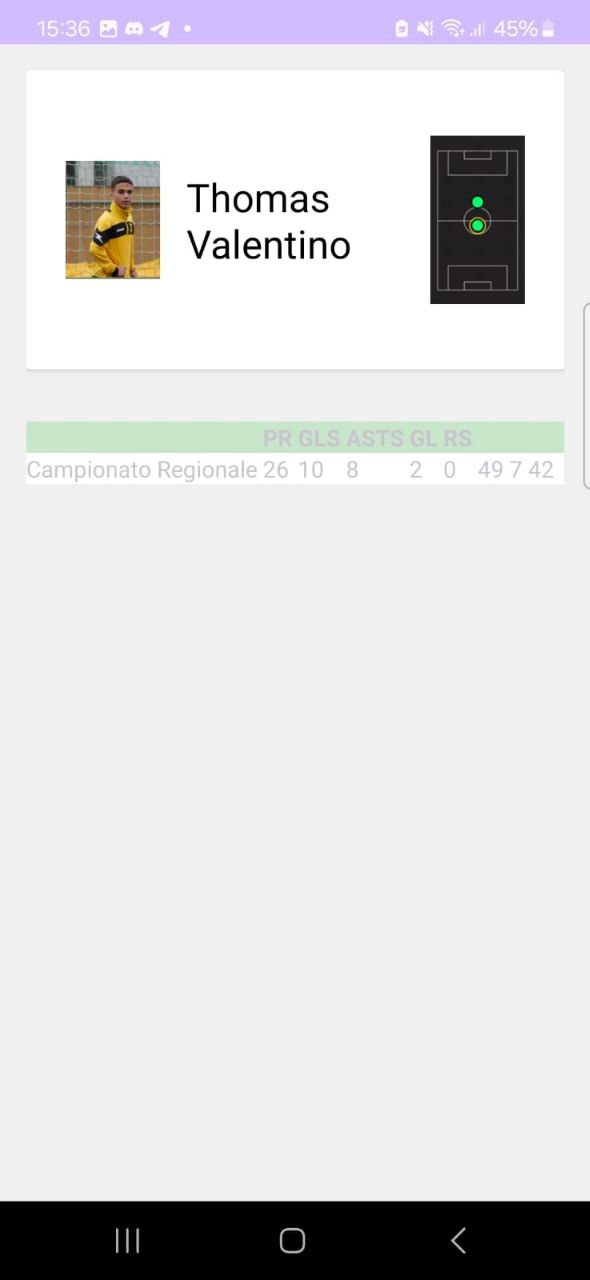 15:36 45%
Thomas
Valentino
PR GLS ASTS GL RS
Campionato Regionale 26 10 8 2 0 49 7 42